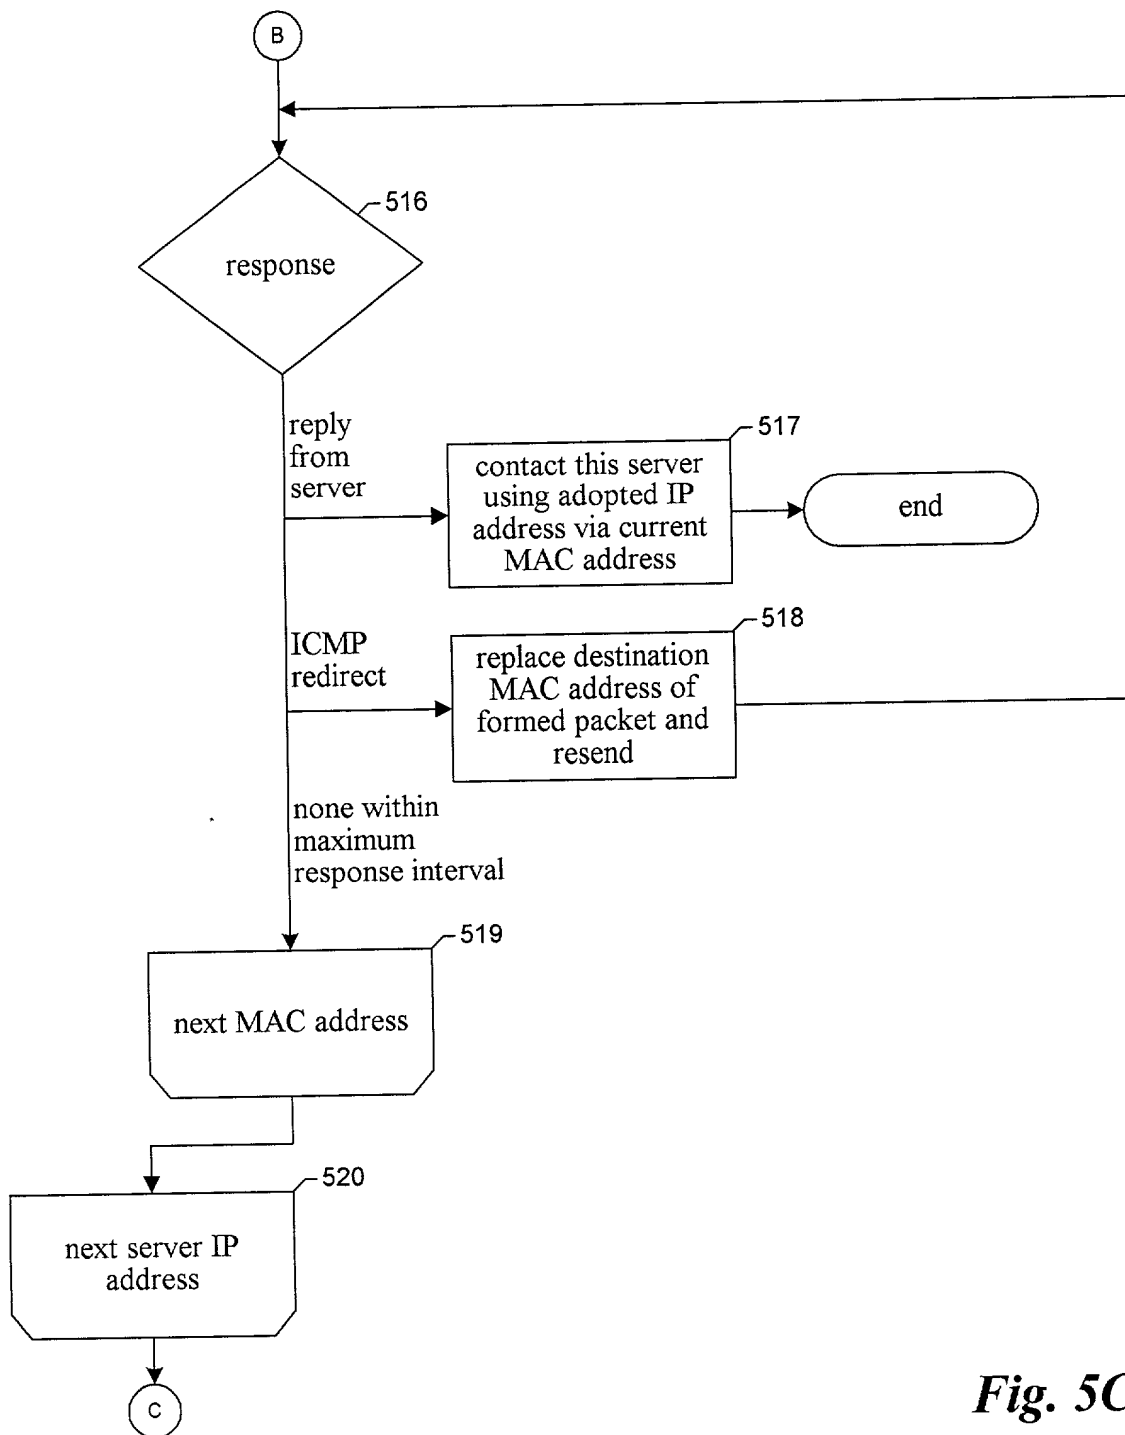 B
516
response
reply
from
server
517
contact this server
using adopted IP
address via current
MAC address
end
ICMP
redirect
518
replace destination
MAC address of
formed packet and
resend
none within
maximum
response interval
519
next MAC address
520
next server IP
address
C
Fig. 5C